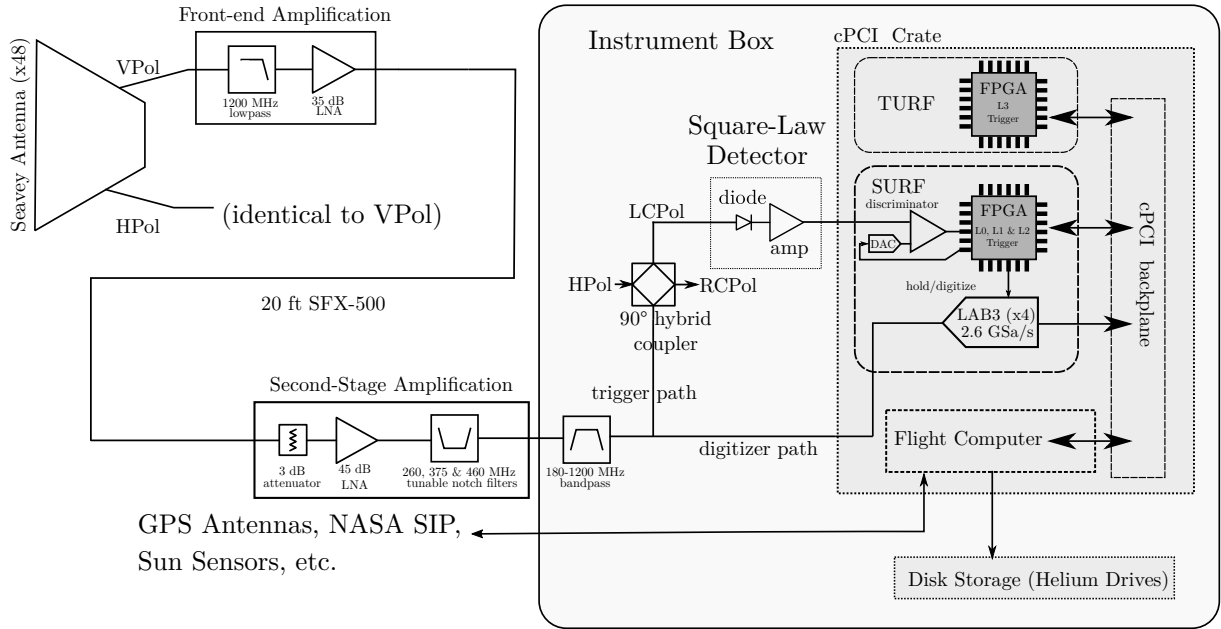 Front-end Amplification
Seavey Antenna (x48)
VPol
1200 MHz
lowpass
35 dB
LNA
HPol
(identical to VPol)
20 ft SFX-500
Second-Stage Amplification
3 dB
attenuator
45 dB
LNA
260, 375 & 460 MHz
tunable notch filters
GPS Antennas, NASA SIP,
Sun Sensors, etc.
Instrument Box
180-1200 MHz
bandpass
trigger path
digitizer path
HPol
LCPol
RCPol
90° hybrid
coupler
Square-Law
Detector
diode
amp
cPCI Crate
TURF
FPGA
L3
Trigger
SURF
discriminator
DAC
FPGA
L0, L1 & L2
Trigger
hold/digitize
LAB3 (x4)
2.6 GSa/s
cPCI backplane
Flight Computer
Disk Storage (Helium Drives)